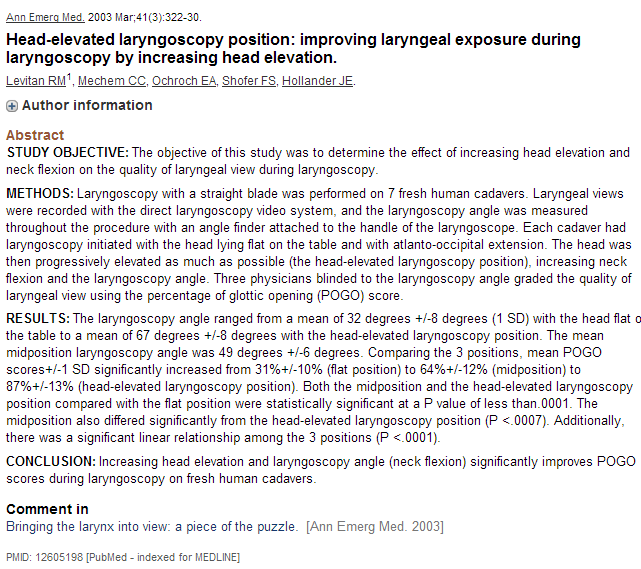 Ann Emerg Med. 2003 Mar;41(3):322-30.
Head-elevated laryngoscopy position: improving laryngeal exposure during
laryngoscopy by increasing head elevation.
Levitan RM1, Mechem CC, Ochroch EA, Shofer FS, Hollander JE.
Author information
Abstract
STUDY OBJECTIVE: The objective of this study was to determine the effect of increasing head elevation and
neck flexion on the quality of laryngeal view during laryngoscopy.
METHODS: Laryngoscopy with a straight blade was performed on 7 fresh human cadavers. Laryngeal views
were recorded with the direct laryngoscopy video system, and the laryngoscopy angle was measured
throughout the procedure with an angle finder attached to the handle of the laryngoscope. Each cadaver had
laryngoscopy initiated with the head lying flat on the table and with atlanto-occipital extension. The head was
then progressively elevated as much as possible (the head-elevated laryngoscopy position), increasing neck
flexion and the laryngoscopy angle. Three physicians blinded to the laryngoscopy angle graded the quality of
laryngeal view using the percentage of glottic opening (POGO) score.
RESULTS: The laryngoscopy angle ranged from a mean of 32 degrees +/-8 degrees (1 SD) with the head flat o
the table to a mean of 67 degrees +/-8 degrees with the head-elevated laryngoscopy position. The mean
midposition laryngoscopy angle was 49 degrees +/-6 degrees. Comparing the 3 positions, mean POGO
scores+/-1 SD significantly increased from 31%+/-10% (flat position) to 64%+/-12% (midposition) to
87%+/-13% (head-elevated laryngoscopy position). Both the midposition and the head-elevated laryngoscopy
position compared with the flat position were statistically significant at a P value of less than.0001. The
midposition also differed significantly from the head-elevated laryngoscopy position (P <.0007). Additionally,
there was a significant linear relationship among the 3 positions (P <.0001).
CONCLUSION: Increasing head elevation and laryngoscopy angle (neck flexion) significantly improves POGO
scores during laryngoscopy on fresh human cadavers.
Comment in
Bringing the larynx into view: a piece of the puzzle. [Ann Emerg Med. 2003]
PMID: 12605198 [PubMed - indexed for MEDLINE]